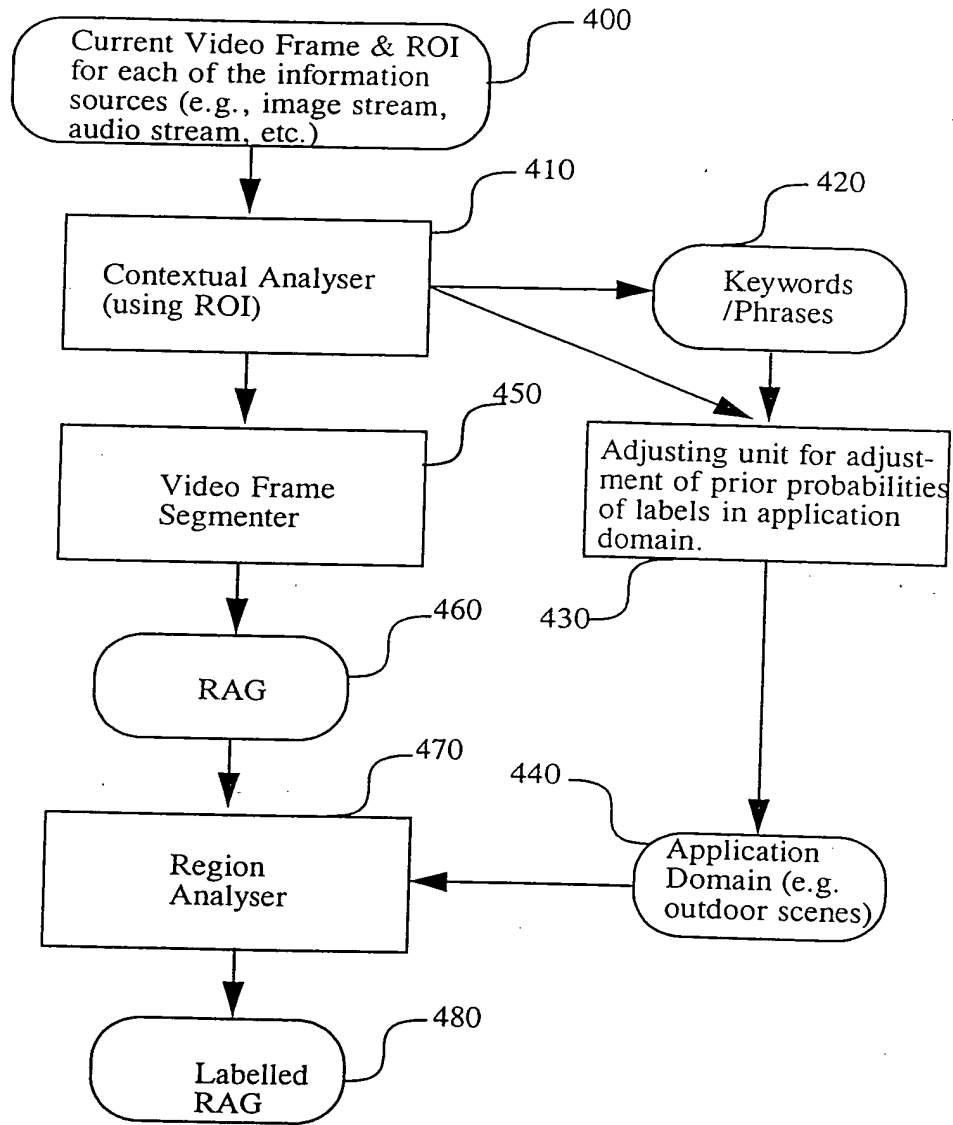 400
Current Video Frame & ROI
for each of the information
sources (e.g., image stream,
audio stream, etc.)
410
420
Contextual Analyser
(using ROI)
Keywords
/Phrases
450
Video Frame
Segmenter
Adjusting unit for adjust-
ment of prior probabilities
of labels in application
domain.
430
460
RAG
470
440
Region
Analyser
Application
Domain (e.g.
outdoor scenes)
480
Labelled
RAG